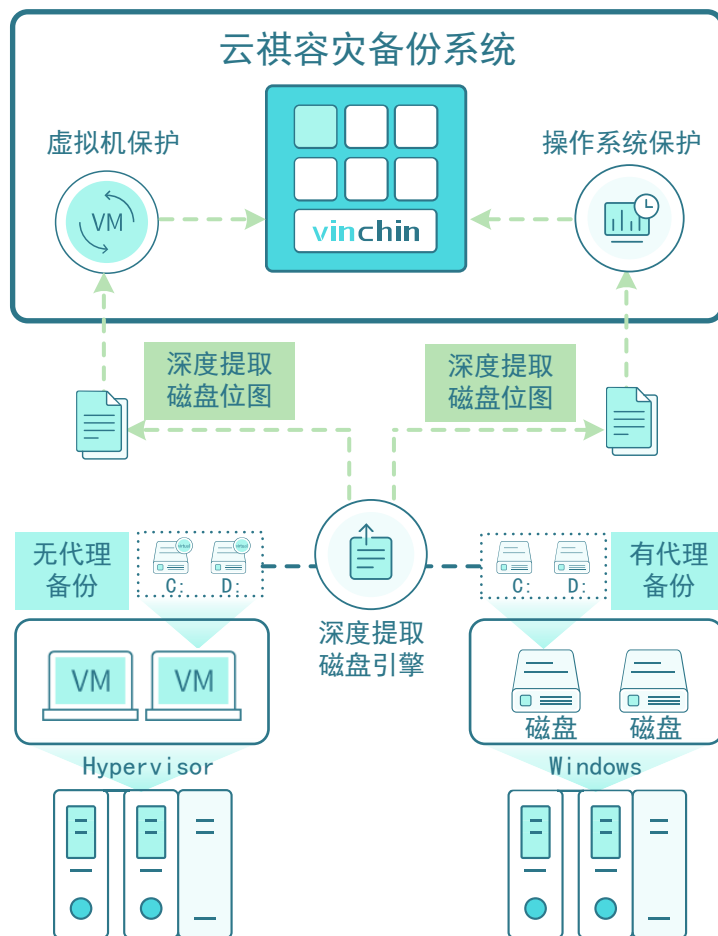 云祺容灾备份系统
虚拟机保护
操作系统保护
VM
vinchin
深度提取
磁盘位图
深度提取
磁盘位图
无代理
备份
virtual
virtual
C:
D:
C:
D:
有代理
备份
深度提取
磁盘引擎
VM
VM
磁盘
磁盘
Hypervisor
Windows